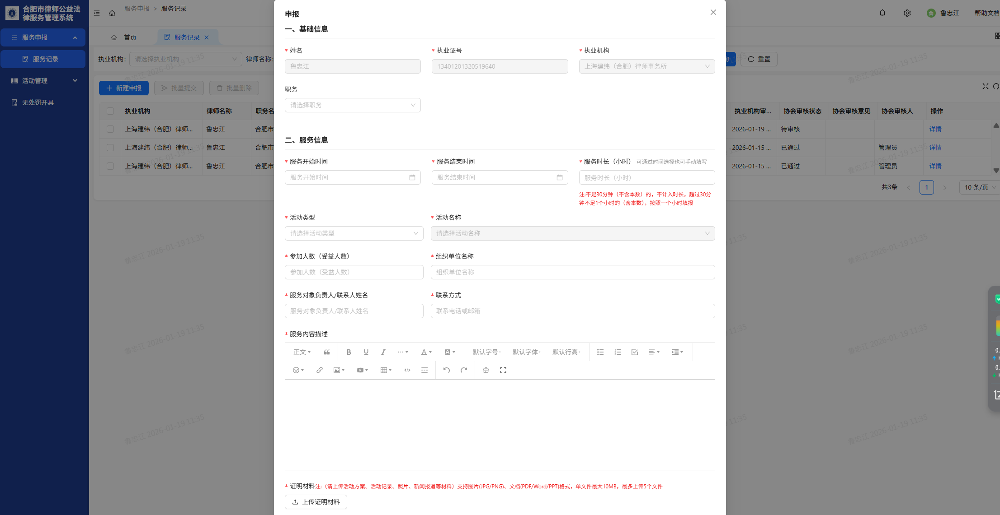 合肥市律师公益法
律服务管理系统
服务申报 > 服务记录
鲁忠江
帮助文档
服务申报
服务记录
活动管理
无处罚开具
首页
服务记录
执业机构:
请选择执业机构
律师名称:
重置
新建申报
批量提交
批量删除
执业机构 律师名称 职务名
上海建纬（合肥）律师... 鲁忠江 合肥市
上海建纬（合肥）律师... 鲁忠江 合肥市
上海建纬（合肥）律师... 鲁忠江 合肥市
执业机构审... 协会审核状态 协会审核意见 协会审核人 操作
2026-01-19 ... 待审核 详情
2026-01-15 ... 已通过 管理员 详情
2026-01-15 ... 已通过 管理员 详情
共3条 < 1 > 10 条/页
申报
一、基础信息
* 姓名 * 执业证号 * 执业机构
鲁忠江 13401201320519640 上海建纬（合肥）律师事务所
职务
请选择职务
二、服务信息
* 服务开始时间 * 服务结束时间 * 服务时长（小时） 可通过时间选择也可手动填写
服务开始时间 服务结束时间 服务时长（小时）
注:不足30分钟（不含本数）的，不计入时长，超过30分
钟不足1个小时的（含本数），按照一个小时填报
* 活动类型 * 活动名称
请选择活动类型 请选择活动名称
* 参加人数（受益人数） * 组织单位名称
参加人数（受益人数） 组织单位名称
* 服务对象负责人/联系人姓名 * 联系方式
服务对象负责人/联系人姓名 联系电话或邮箱
* 服务内容描述
正文 B U I A A 默认字号 默认字体 默认行高
* 证明材料注:（请上传活动方案、活动记录、照片、新闻报道等材料）支持图片(JPG/PNG)、文档(PDF/Word/PPT)格式，单文件最大10MB，最多上传5个文件
上传证明材料
鲁忠江 2026-01-19 11:35